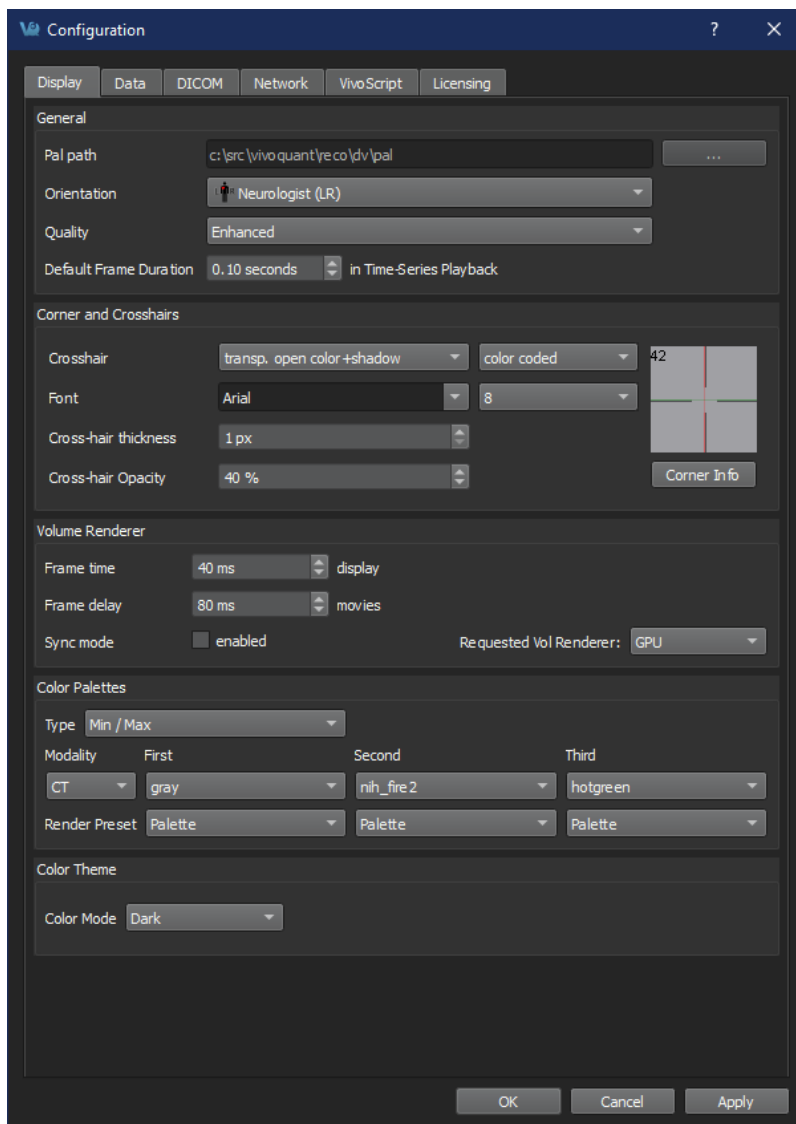 Configuration
?
Display Data DICOM Network VivoScript Licensing
General
Pal path c:\src\vivoquant\reco\dv\pal ...
Orientation L R Neurologist (LR)
Quality Enhanced
Default Frame Duration 0.10 seconds in Time-Series Playback
Corner and Crosshairs
Crosshair transp. open color+shadow color coded 42
Font Arial 8
Cross-hair thickness 1 px
Cross-hair Opacity 40 % Corner Info
Volume Renderer
Frame time 40 ms display
Frame delay 80 ms movies
Sync mode enabled Requested Vol Renderer: GPU
Color Palettes
Type Min / Max
Modality First Second Third
CT gray nih_fire2 hotgreen
Render Preset Palette Palette Palette
Color Theme
Color Mode Dark
OK Cancel Apply